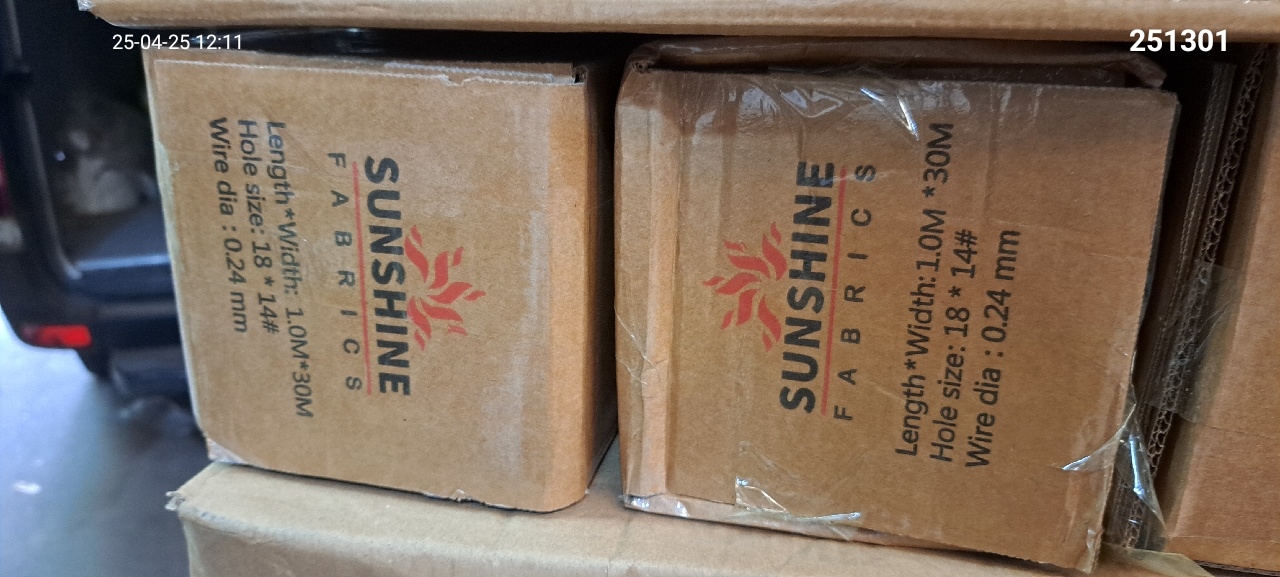 25-04-25 12:11
251301
SUNSHINE
FABRICS
Length*Width: 1.0M*30M
Hole size: 18 * 14#
Wire dia : 0.24 mm
SUNSHINE
FABRICS
Length*Width: 1.0M *30M
Hole size: 18 * 14#
Wire dia : 0.24 mm